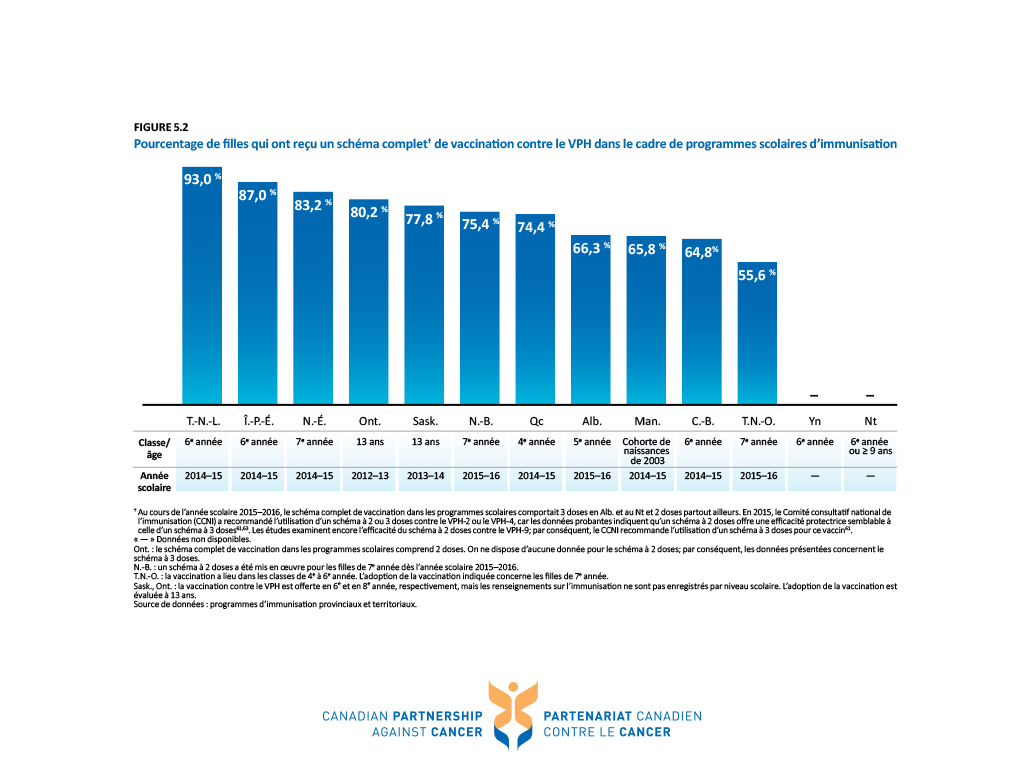 FIGURE 5.2
Pourcentage de filles qui ont reçu un schéma complet† de vaccination contre le VPH dans le cadre de programmes scolaires d’immunisation
93,0 %
87,0 %
83,2 %
80,2 %
77,8 %
75,4 %
74,4 %
66,3 %
65,8 %
64,8%
55,6 %
– –
T.-N.-L. Î.-P.-É. N.-É. Ont. Sask. N.-B. Qc Alb. Man. C.-B. T.N.-O. Yn Nt
Classe/ âge 6e année 6e année 7e année 13 ans 13 ans 7e année 4e année 5e année Cohorte de naissances de 2003 6e année 7e année 6e année 6e année ou ≥ 9 ans
Année scolaire 2014–15 2014–15 2014–15 2012–13 2013–14 2015–16 2014–15 2015–16 2014–15 2014–15 2015–16 — —
† Au cours de l’année scolaire 2015–2016, le schéma complet de vaccination dans les programmes scolaires comportait 3 doses en Alb. et au Nt et 2 doses partout ailleurs. En 2015, le Comité consultatif national de
l’immunisation (CCNI) a recommandé l’utilisation d’un schéma à 2 ou 3 doses contre le VPH-2 ou le VPH-4, car les données probantes indiquent qu’un schéma à 2 doses offre une efficacité protectrice semblable à
celle d’un schéma à 3 doses61,63. Les études examinent encore l’efficacité du schéma à 2 doses contre le VPH-9; par conséquent, le CCNI recommande l’utilisation d’un schéma à 3 doses pour ce vaccin63.
« — » Données non disponibles.
Ont. : le schéma complet de vaccination dans les programmes scolaires comprend 2 doses. On ne dispose d’aucune donnée pour le schéma à 2 doses; par conséquent, les données présentées concernent le
schéma à 3 doses.
N.-B. : un schéma à 2 doses a été mis en œuvre pour les filles de 7e année dès l’année scolaire 2015–2016.
T.N.-O. : la vaccination a lieu dans les classes de 4e à 6e année. L’adoption de la vaccination indiquée concerne les filles de 7e année.
Sask., Ont. : la vaccination contre le VPH est offerte en 6e et en 8e année, respectivement, mais les renseignements sur l’immunisation ne sont pas enregistrés par niveau scolaire. L’adoption de la vaccination est
évaluée à 13 ans.
Source de données : programmes d’immunisation provinciaux et territoriaux.
CANADIAN PARTNERSHIP
AGAINST CANCER
PARTENARIAT CANADIEN
CONTRE LE CANCER